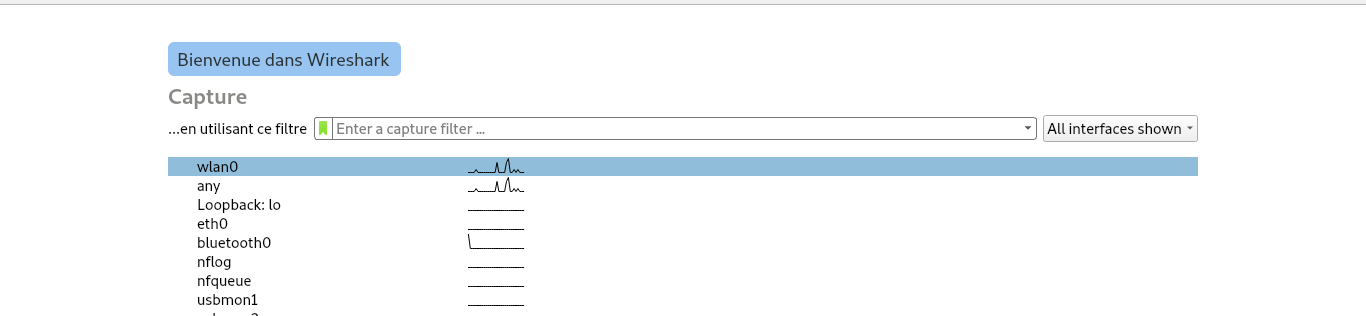 Bienvenue dans Wireshark
Capture
...en utilisant ce filtre Enter a capture filter ... All interfaces shown
wlan0
any
Loopback: lo
eth0
bluetooth0
nflog
nfqueue
usbmon1